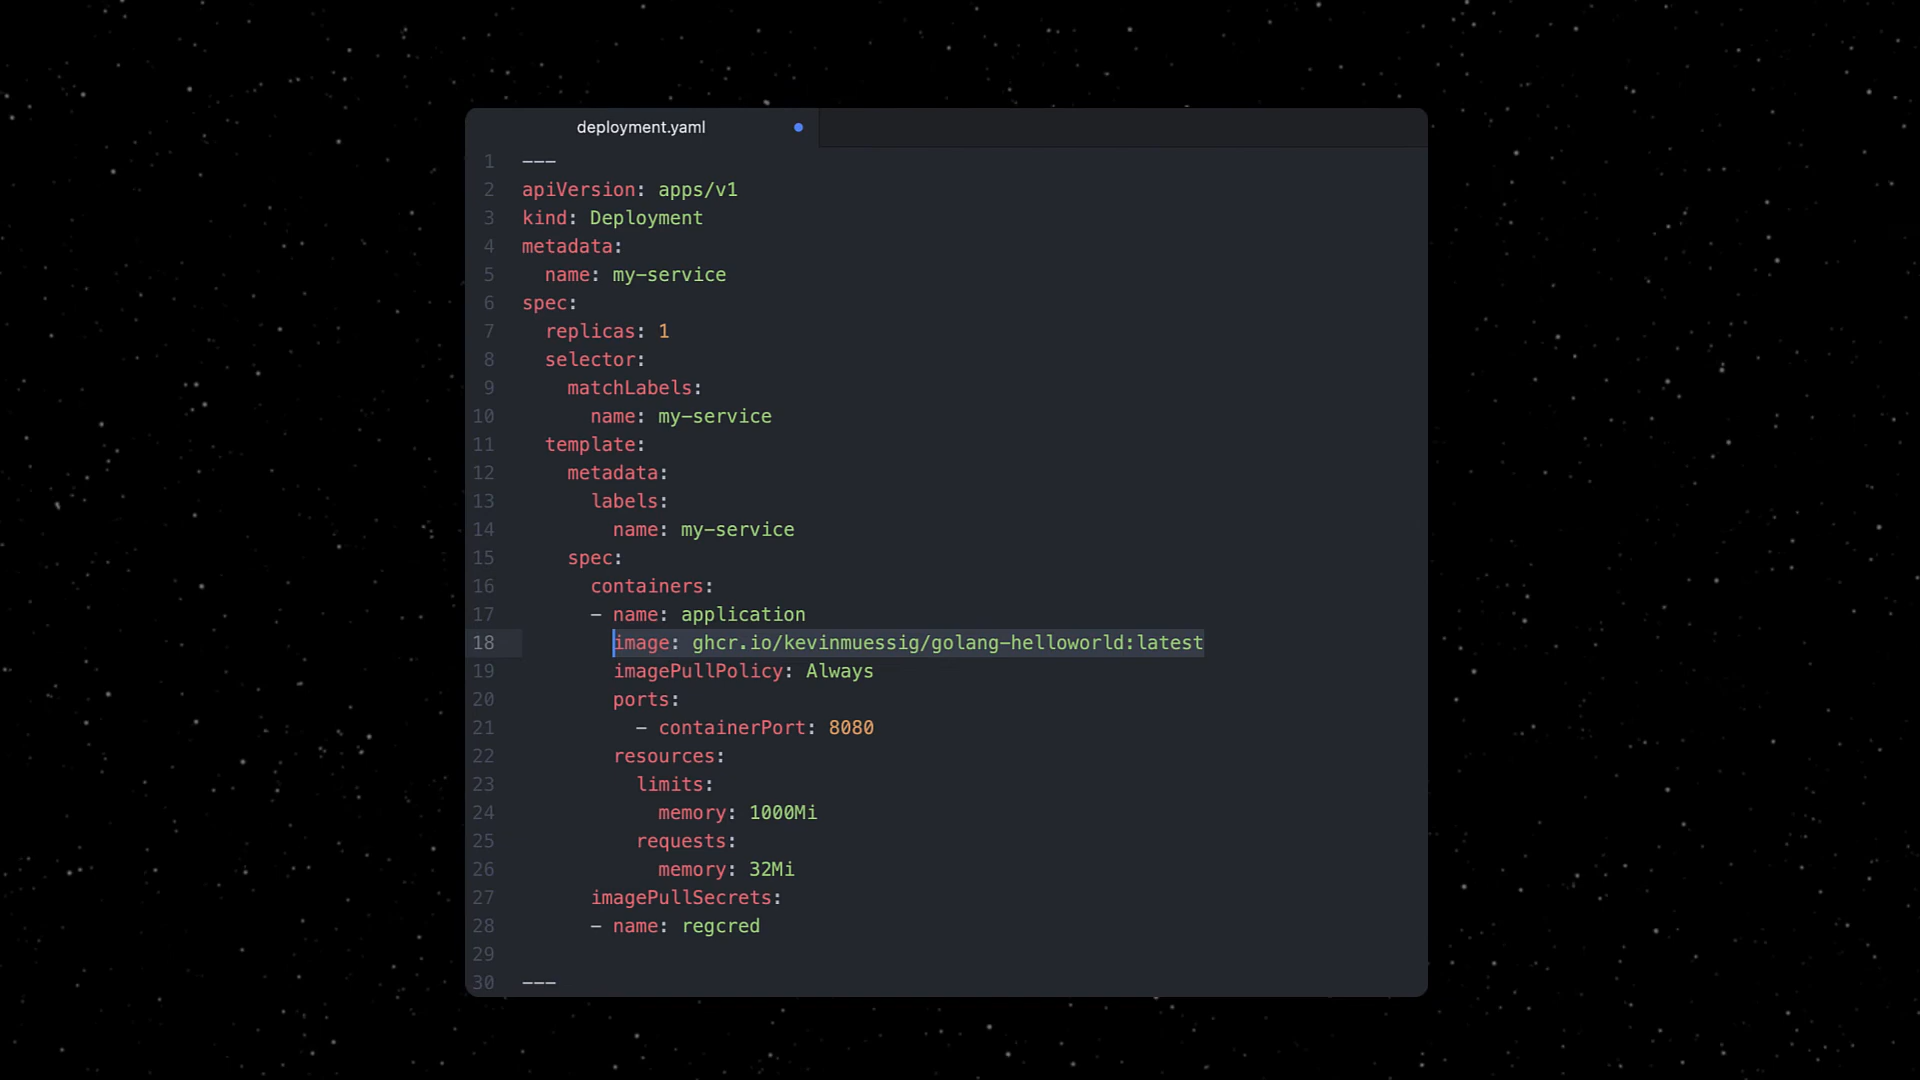 deployment.yaml
1 ---
2 apiVersion: apps/v1
3 kind: Deployment
4 metadata:
5   name: my-service
6 spec:
7   replicas: 1
8   selector:
9     matchLabels:
10       name: my-service
11   template:
12     metadata:
13       labels:
14         name: my-service
15     spec:
16       containers:
17       - name: application
18         image: ghcr.io/kevinmuessig/golang-helloworld:latest
19         imagePullPolicy: Always
20         ports:
21           - containerPort: 8080
22         resources:
23           limits:
24             memory: 1000Mi
25           requests:
26             memory: 32Mi
27       imagePullSecrets:
28       - name: regcred
29
30 ---